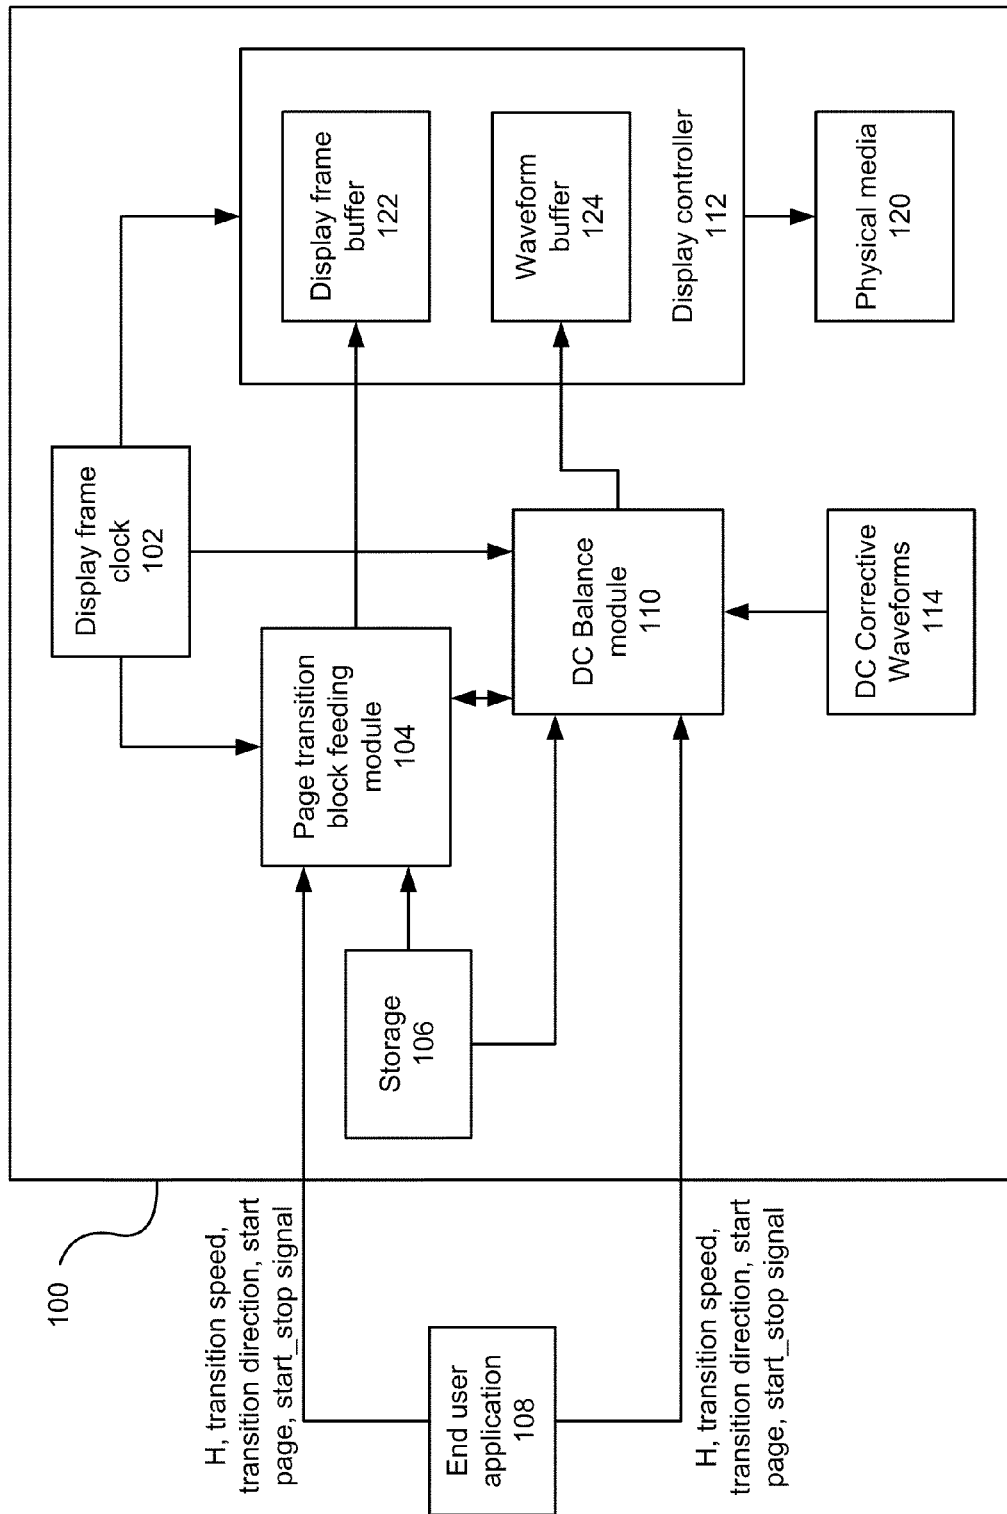 100
Display frame
clock
102
Display frame
buffer
122
Waveform
buffer
124
Display controller
112
Physical media
120
Page transition
block feeding
module
104
DC Balance
module
110
DC Corrective
Waveforms
114
Storage
106
H, transition speed,
transition direction, start
page, start_stop signal
End user
application
108
H, transition speed,
transition direction, start
page, start_stop signal